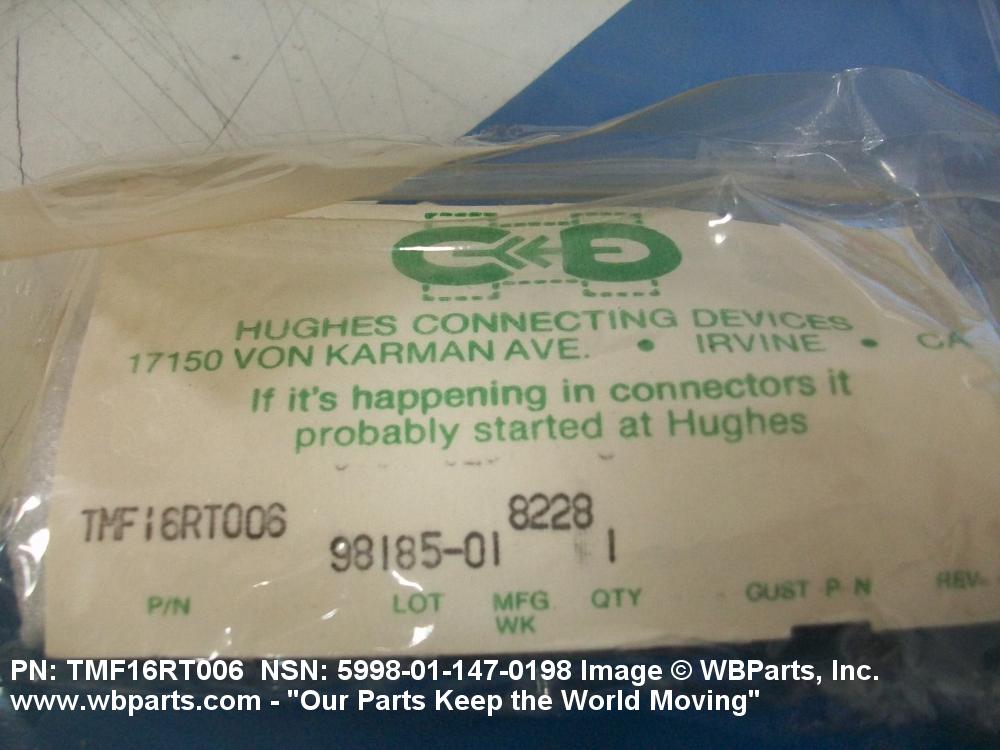 HUGHES CONNECTING DEVICES
17150 VON KARMAN AVE. • IRVINE • CA
If it's happening in connectors it
probably started at Hughes
TMF16RT006 98185-01 8228 1
P/N LOT MFG. WK QTY CUST P N REV.
PN: TMF16RT006 NSN: 5998-01-147-0198 Image © WBParts, Inc.
www.wbparts.com - "Our Parts Keep the World Moving"